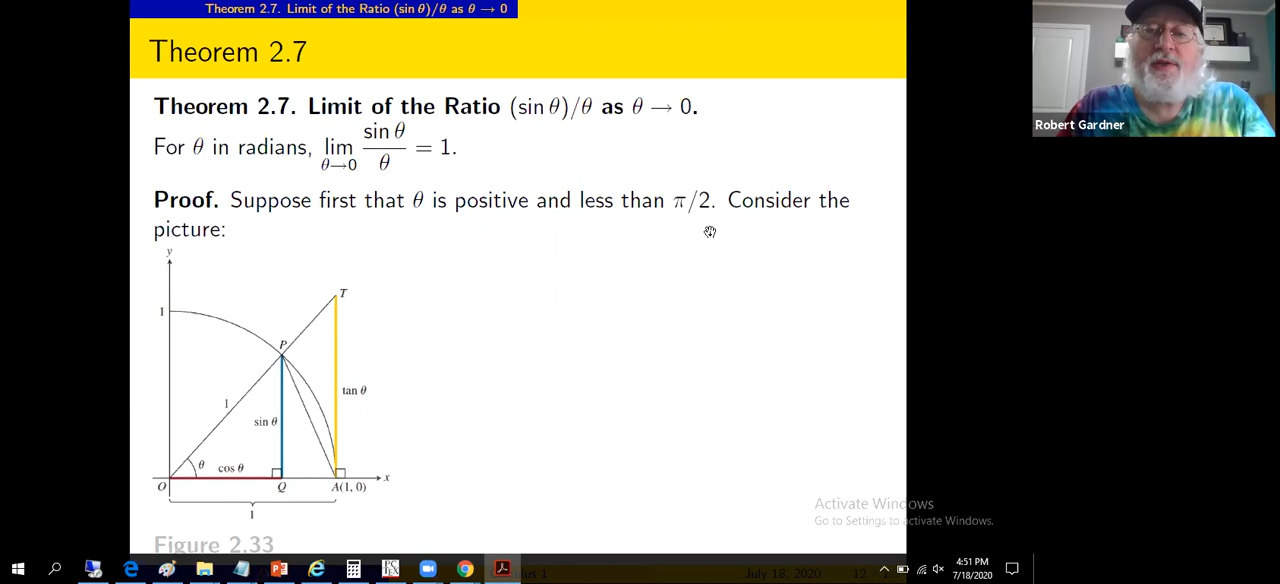 Theorem 2.7. Limit of the Ratio (sin θ)/θ as θ → 0
Theorem 2.7
Theorem 2.7. Limit of the Ratio (sin θ)/θ as θ → 0.
For θ in radians, lim θ→0 sin θ / θ = 1.
Proof. Suppose first that θ is positive and less than π/2. Consider the
picture:
y
T
1
P
1
tan θ
sin θ
θ
cos θ
x
O
Q
A(1, 0)
1
Figure 2.33
Robert Gardner
Activate Windows
Go to Settings to activate Windows.
July 18, 2020
4:51 PM
7/18/2020